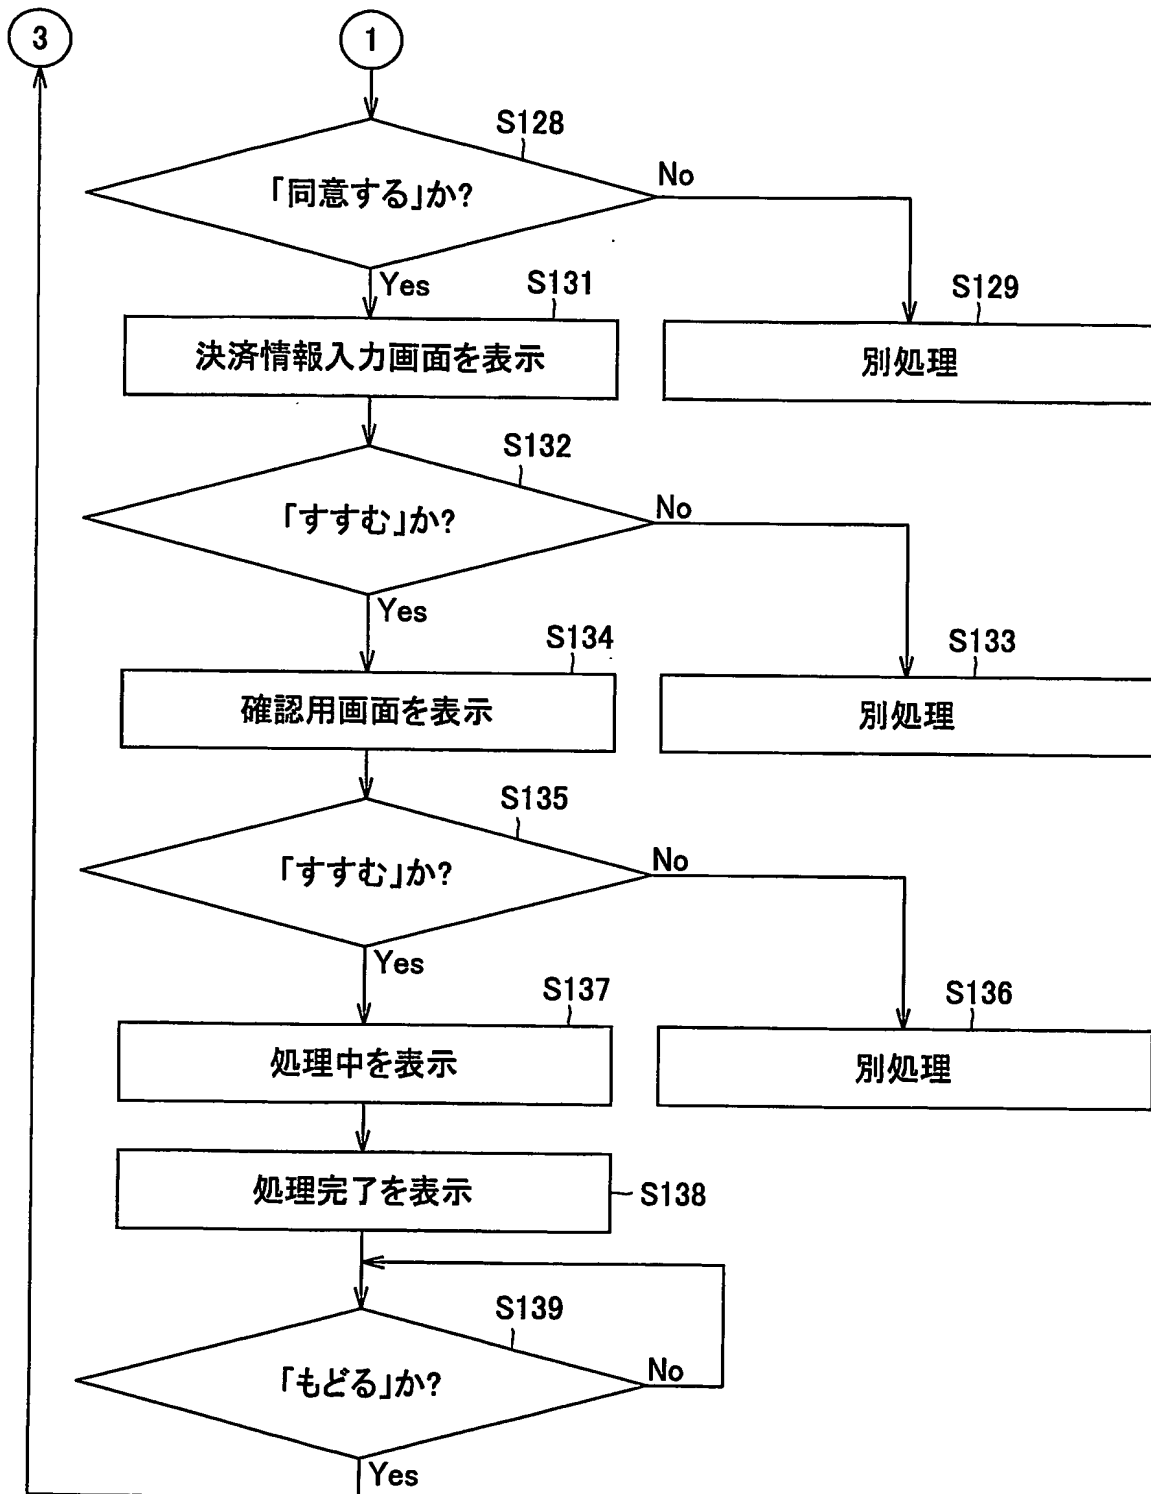 3
1
S128
「同意する」か?
No
Yes
S131
S129
決済情報入力画面を表示
別処理
S132
「すすむ」か?
No
Yes
S134
S133
確認用画面を表示
別処理
S135
「すすむ」か?
No
Yes
S137
S136
処理中を表示
別処理
処理完了を表示
S138
S139
「もどる」か?
No
Yes